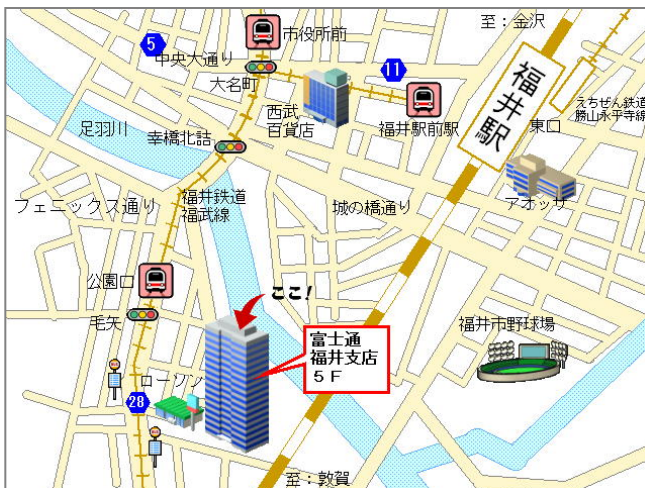 市役所前
至：金沢
5
中央大通り
11
大名町
福井駅
西武
百貨店
福井駅前駅
えちぜん鉄道
勝山永平寺線
足羽川
幸橋北詰
東口
アオッサ
フェニックス通り
福井鉄道
福武線
城の橋通り
公園口
ここ!
毛矢
富士通
福井支店
5F
福井市野球場
ローソン
28
至：敦賀